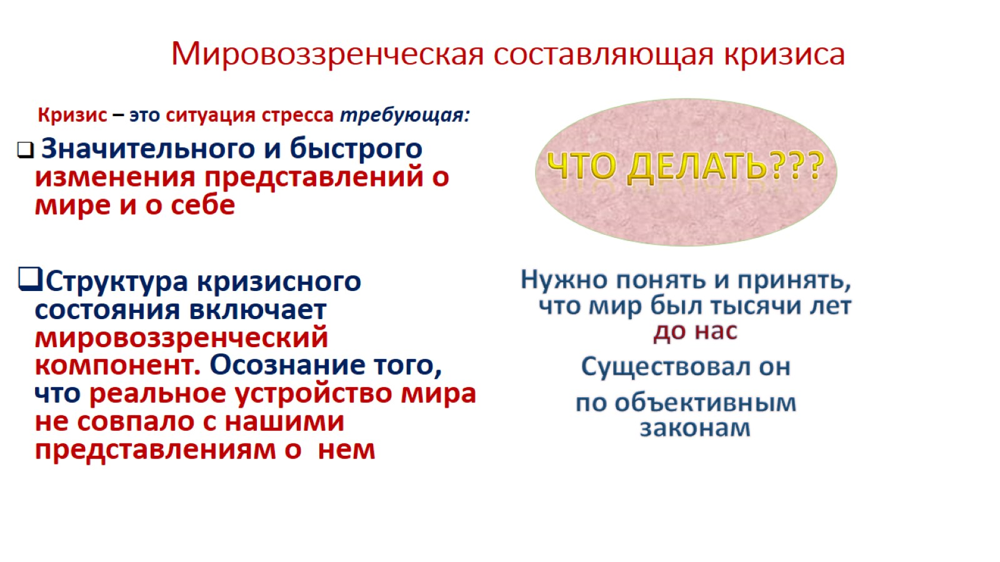 Мировоззренческая составляющая кризиса
Кризис – это ситуация стресса требующая:
Значительного и быстрого
изменения представлений о
мире и о себе
Структура кризисного
состояния включает
мировоззренческий
компонент. Осознание того,
что реальное устройство мира
не совпало с нашими
представлениям о нем
ЧТО ДЕЛАТЬ???
Нужно понять и принять,
что мир был тысячи лет
до нас
Существовал он
по объективным
законам